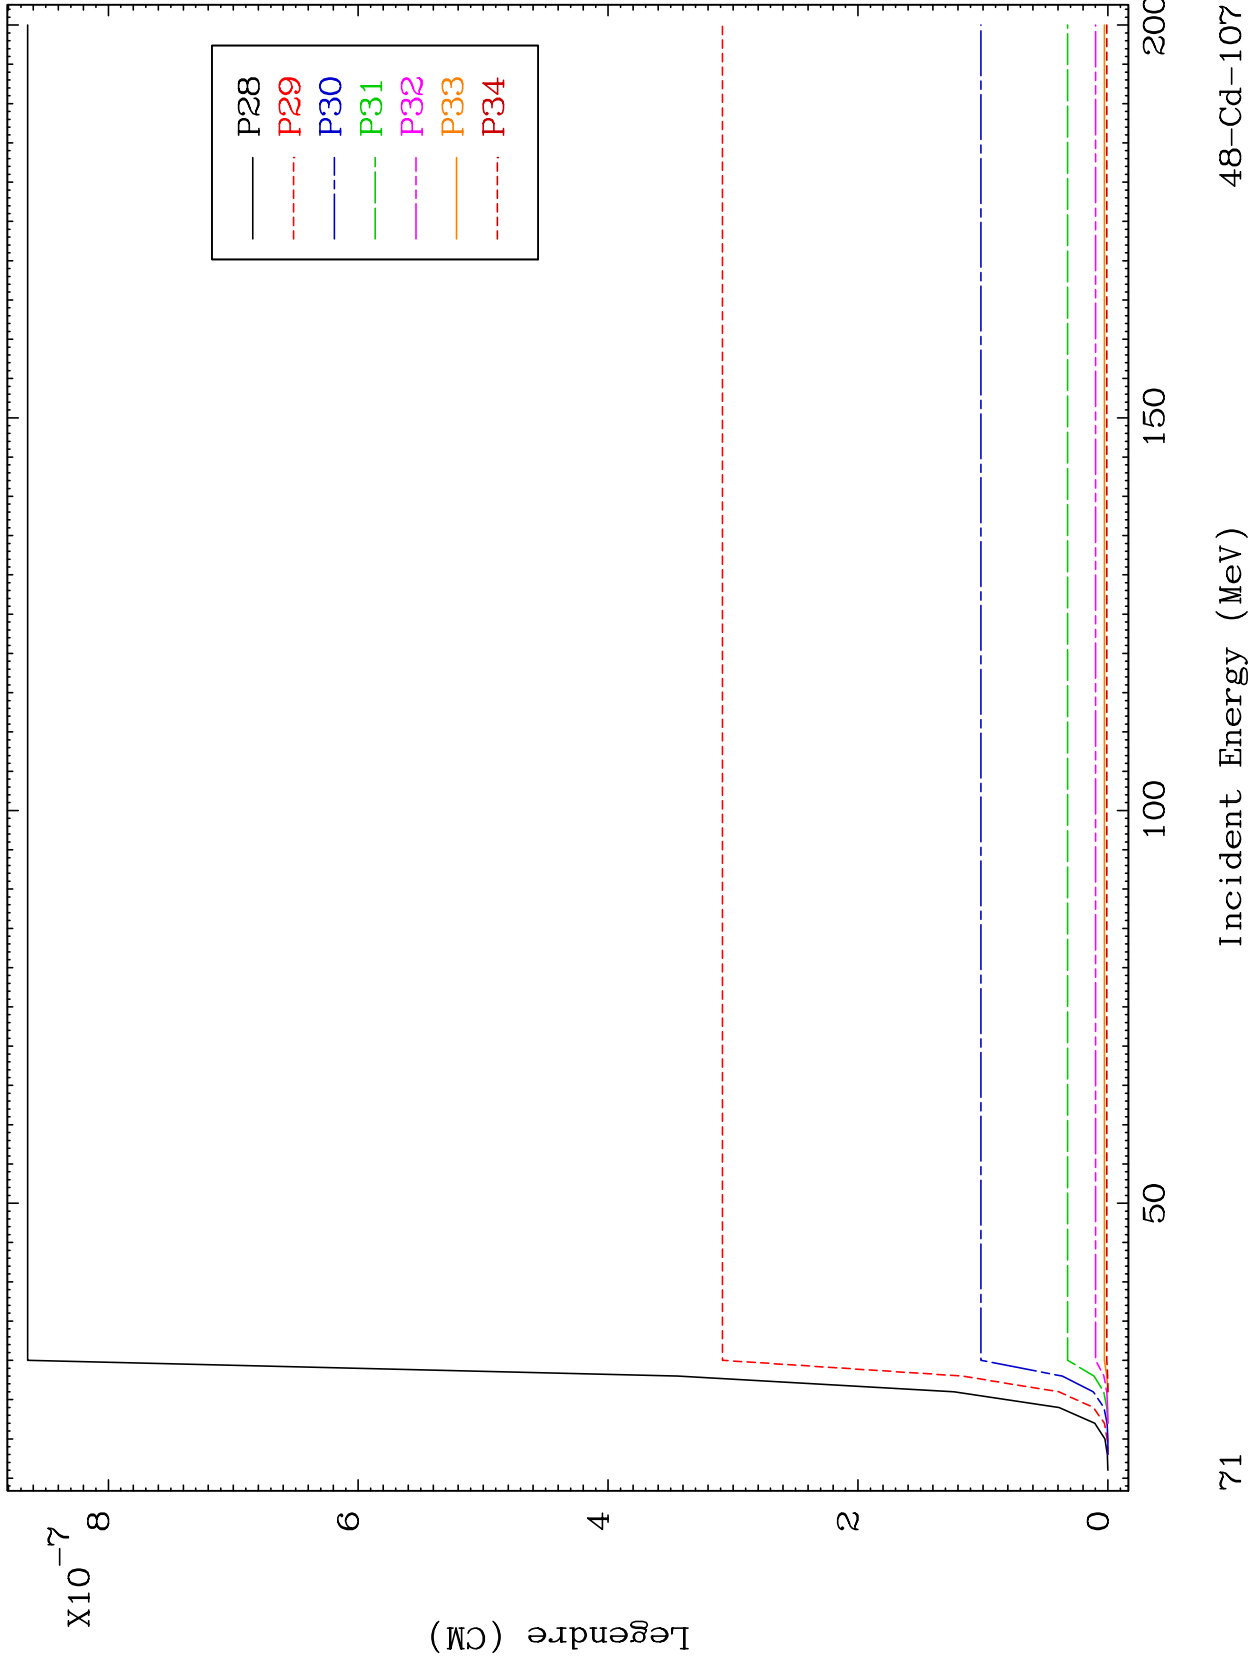 X10-7
8
6
4
2
0
Legendre (CM)
P28
P29
P30
P31
P32
P33
P34
50
100
150
200
Incident Energy (MeV)
71
48-Cd-107